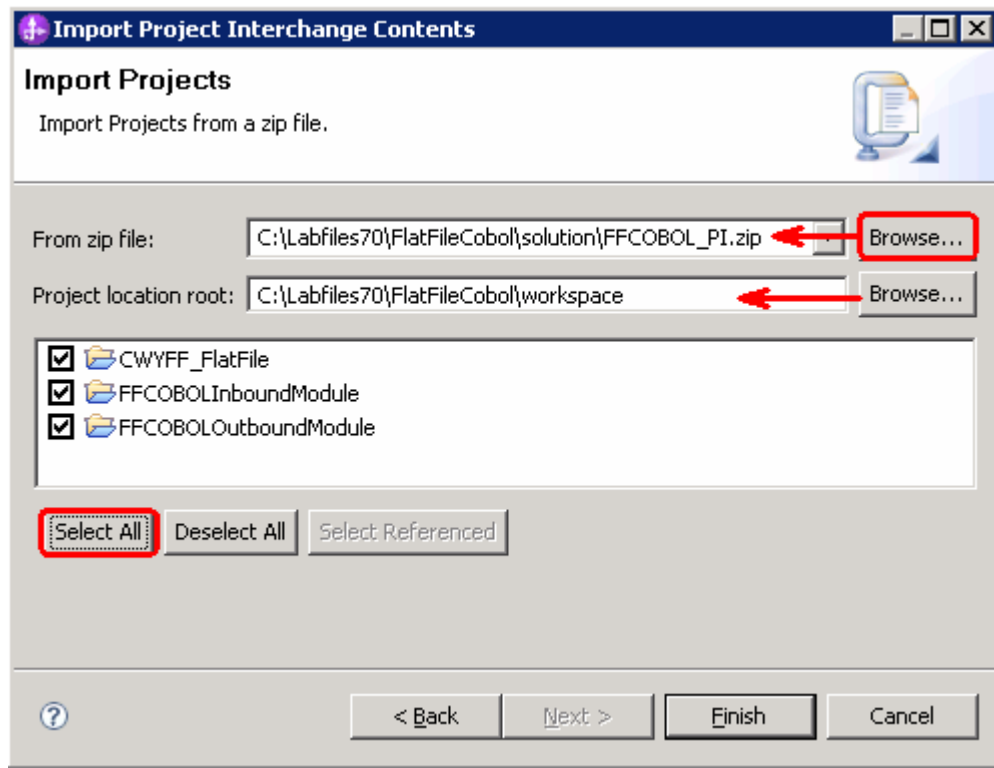 Import Project Interchange Contents
Import Projects
Import Projects from a zip file.
From zip file: C:\Labfiles70\FlatFileCobol\solution\FFCOBOL_PI.zip Browse...
Project location root: C:\Labfiles70\FlatFileCobol\workspace Browse...
CWYFF_FlatFile
FFCOBOLInboundModule
FFCOBOLOutboundModule
Select All Deselect All Select Referenced
? < Back Next > Finish Cancel